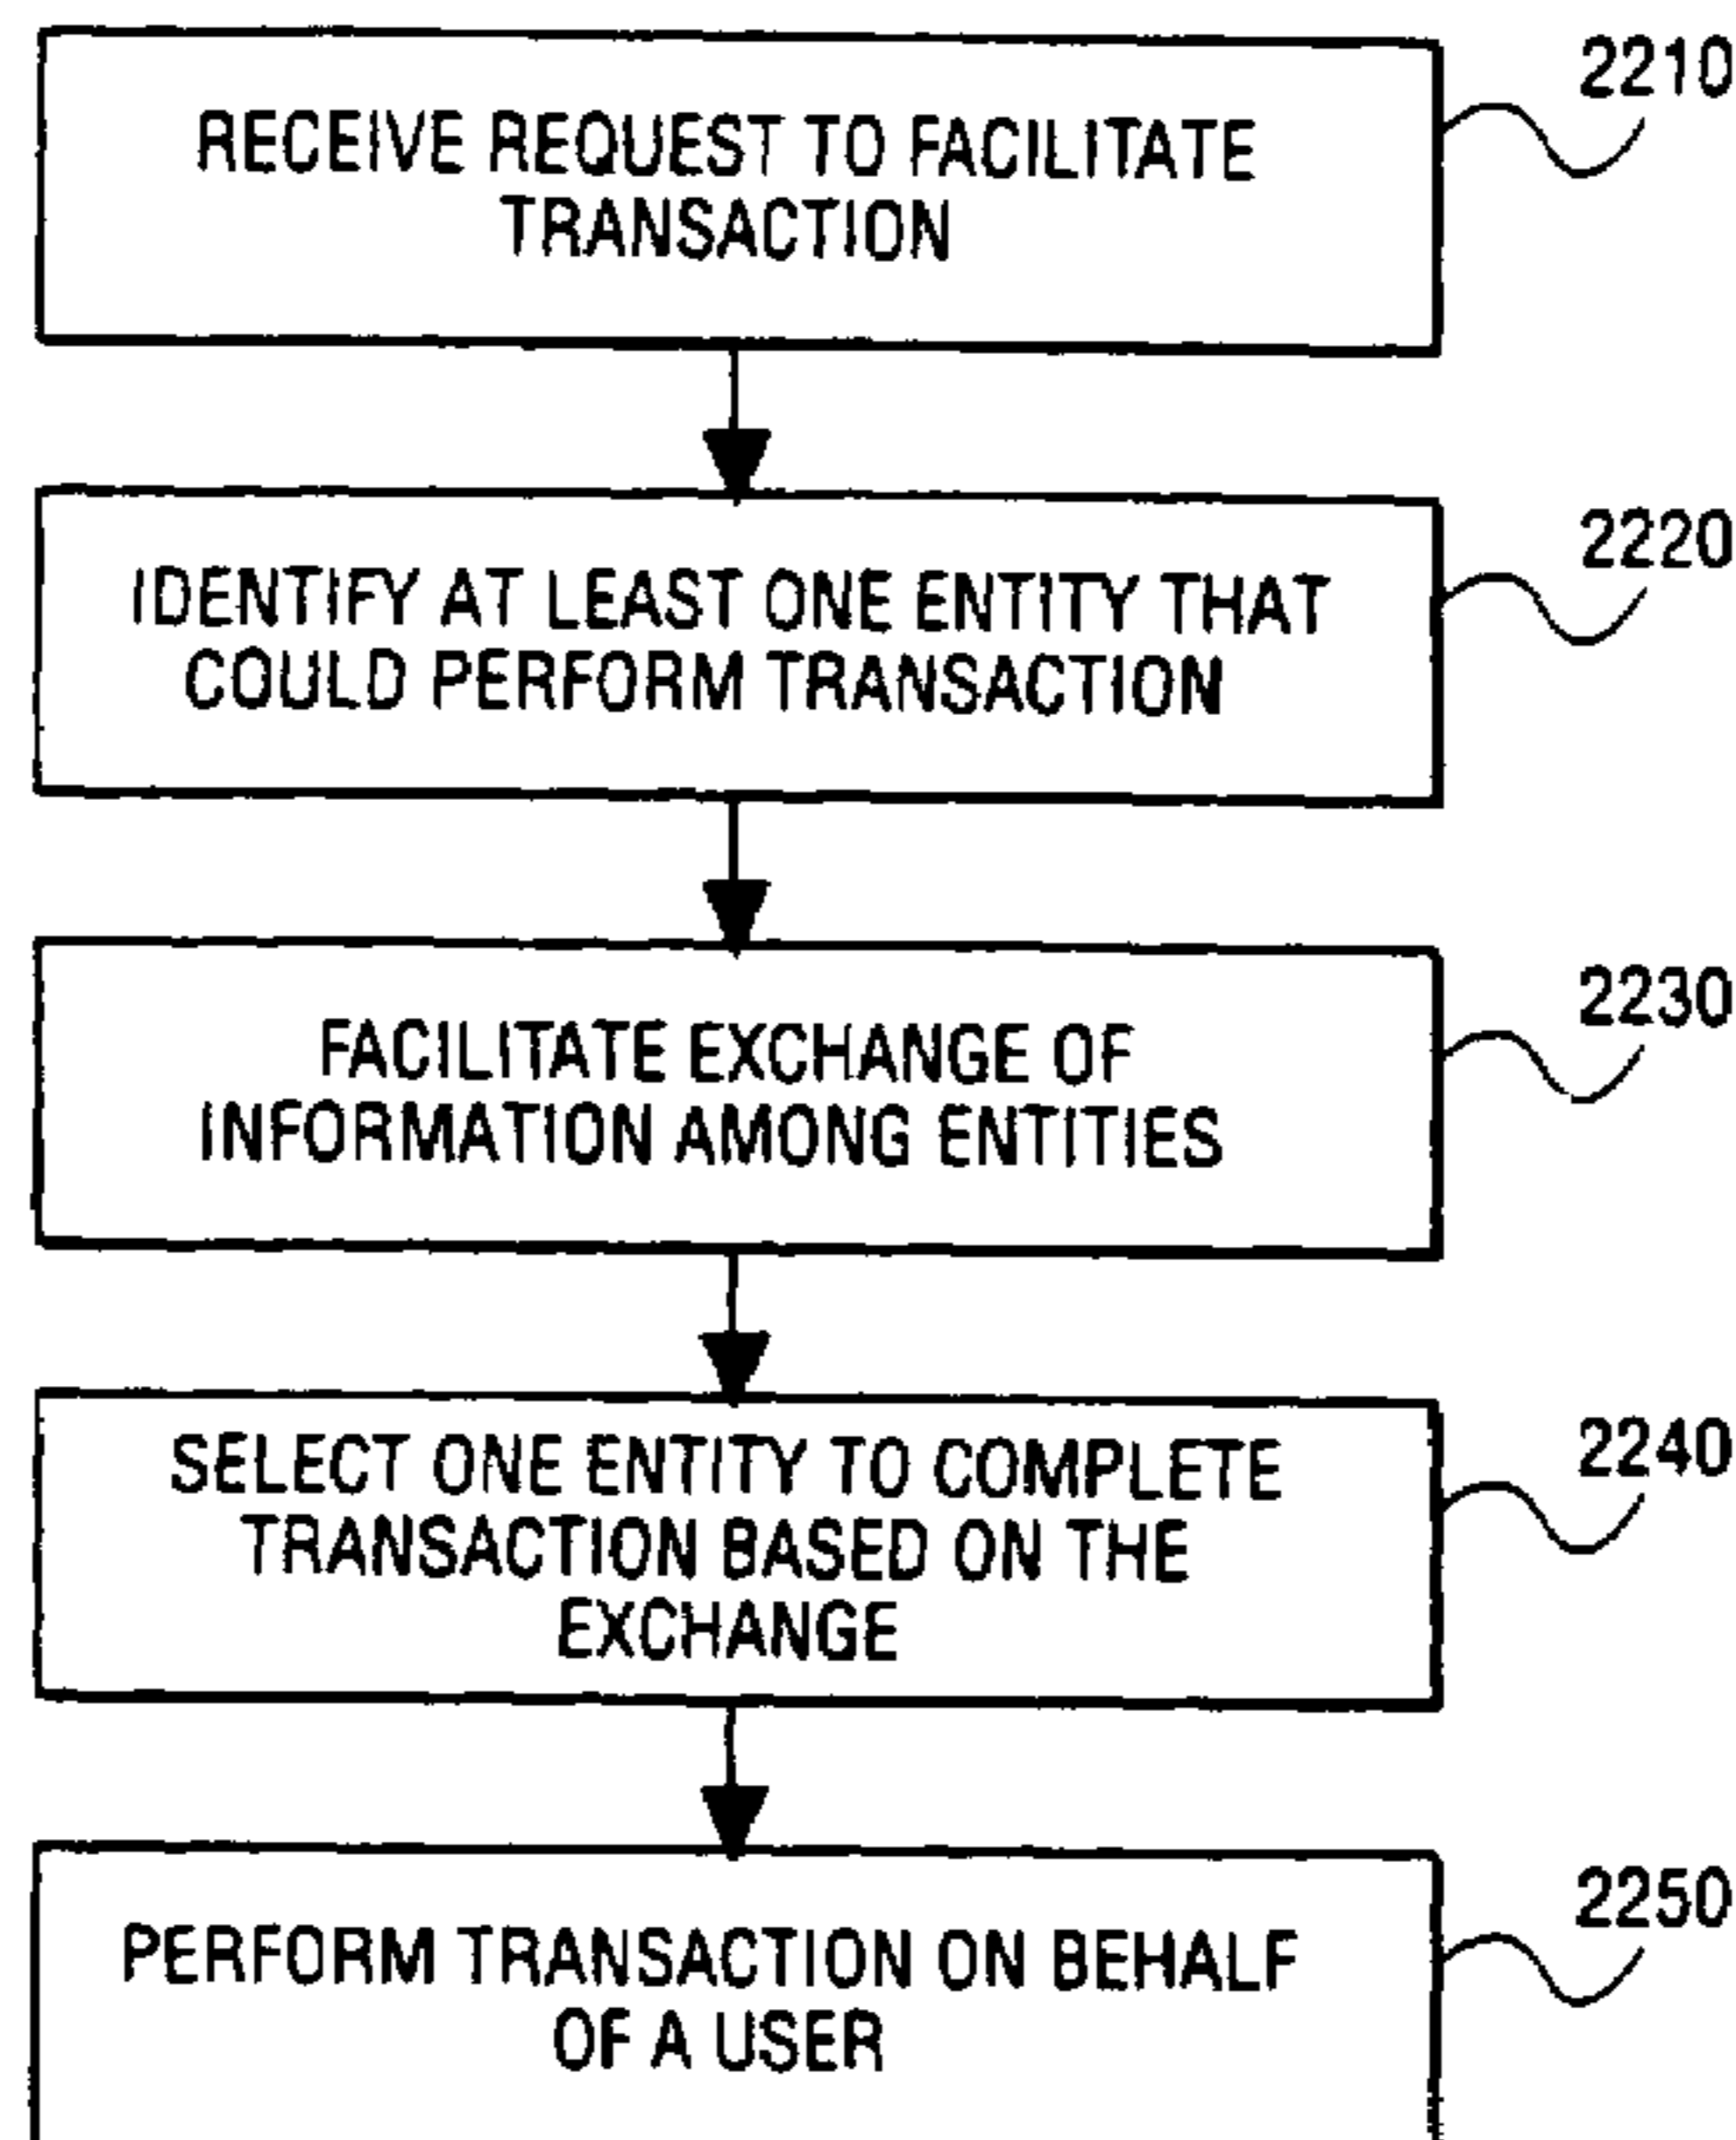 2210
RECEIVE REQUEST TO FACILITATE
TRANSACTION
2220
IDENTIFY AT LEAST ONE ENTITY THAT
COULD PERFORM TRANSACTION
2230
FACILITATE EXCHANGE OF
INFORMATION AMONG ENTITIES
2240
SELECT ONE ENTITY TO COMPLETE
TRANSACTION BASED ON THE
EXCHANGE
2250
PERFORM TRANSACTION ON BEHALF
OF A USER